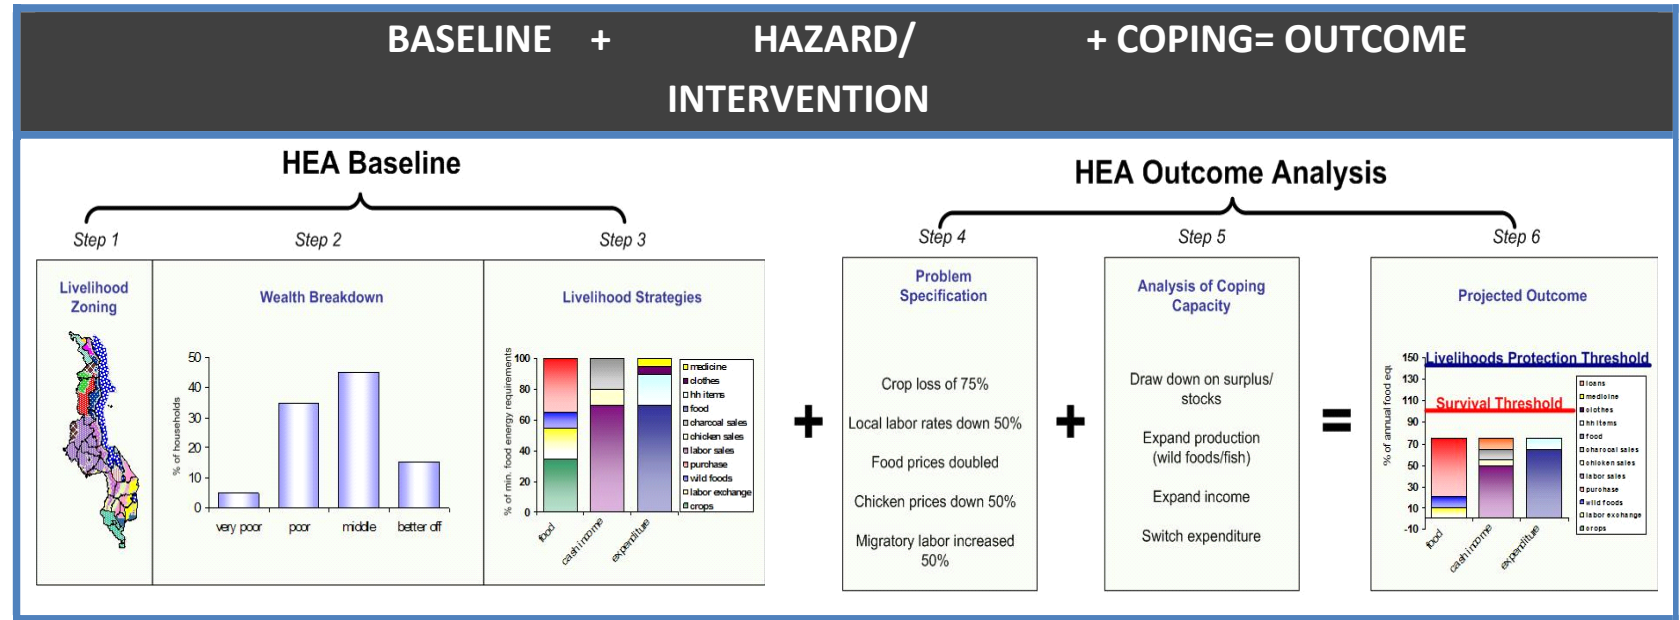 BASELINE + HAZARD/ + COPING= OUTCOME
INTERVENTION
HEA Baseline
HEA Outcome Analysis
Step 1
Step 2
Step 3
Step 4
Step 5
Step 6
Livelihood
Zoning
Wealth Breakdown
% of households
50
40
30
20
10
0
very poor
poor
middle
better off
Livelihood Strategies
% of min. food energy requirements
100
80
60
40
20
0
food
cash income
expenditure
medicine
clothes
hh items
food
charcoal sales
chicken sales
labor sales
purchase
wild foods
labor exchange
crops
+
Problem
Specification
Crop loss of 75%
Local labor rates down 50%
Food prices doubled
Chicken prices down 50%
Migratory labor increased
50%
+
Analysis of Coping
Capacity
Draw down on surplus/
stocks
Expand production
(wild foods/fish)
Expand income
Switch expenditure
=
Projected Outcome
% of annual food eq
150
130
110
90
70
50
30
10
-10
Livelihoods Protection Threshold
Survival Threshold
food
cash income
expenditure
loans
medicine
clothes
hh items
food
charcoal sales
chicken sales
labor sales
purchase
wild foods
labor exchange
crops